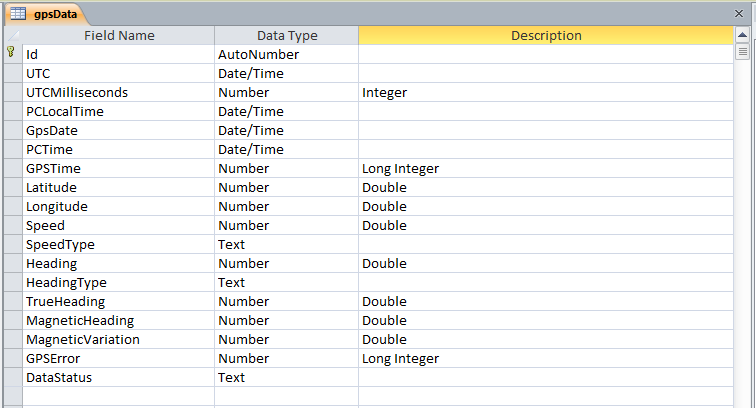 gpsData
Field Name Data Type Description
Id AutoNumber
UTC Date/Time
UTCMilliseconds Number Integer
PCLocalTime Date/Time
GpsDate Date/Time
PCTime Date/Time
GPSTime Number Long Integer
Latitude Number Double
Longitude Number Double
Speed Number Double
SpeedType Text
Heading Number Double
HeadingType Text
TrueHeading Number Double
MagneticHeading Number Double
MagneticVariation Number Double
GPSError Number Long Integer
DataStatus Text